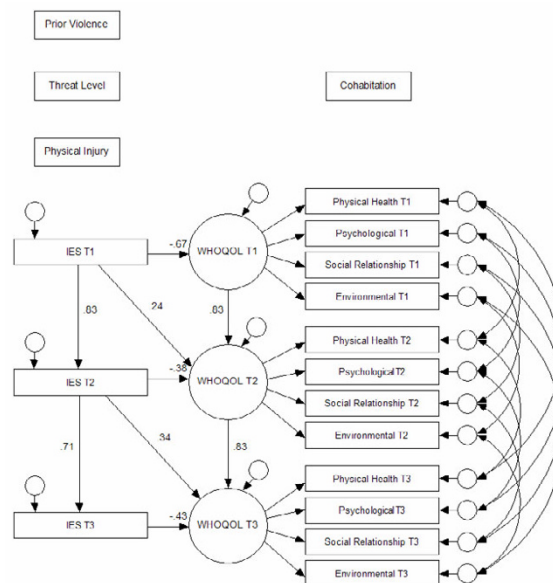 Prior Violence
Threat Level
Cohabitation
Physical Injury
Physical Health T1
Psychological T1
IES T1
-.67
WHOQOL T1
Social Relationship T1
Environmental T1
.83
.24
.83
Physical Health T2
IES T2
-.38
WHOQOL T2
Psychological T2
Social Relationship T2
Environmental T2
.71
.34
.83
Physical Health T3
Psychological T3
IES T3
-.43
WHOQOL T3
Social Relationship T3
Environmental T3